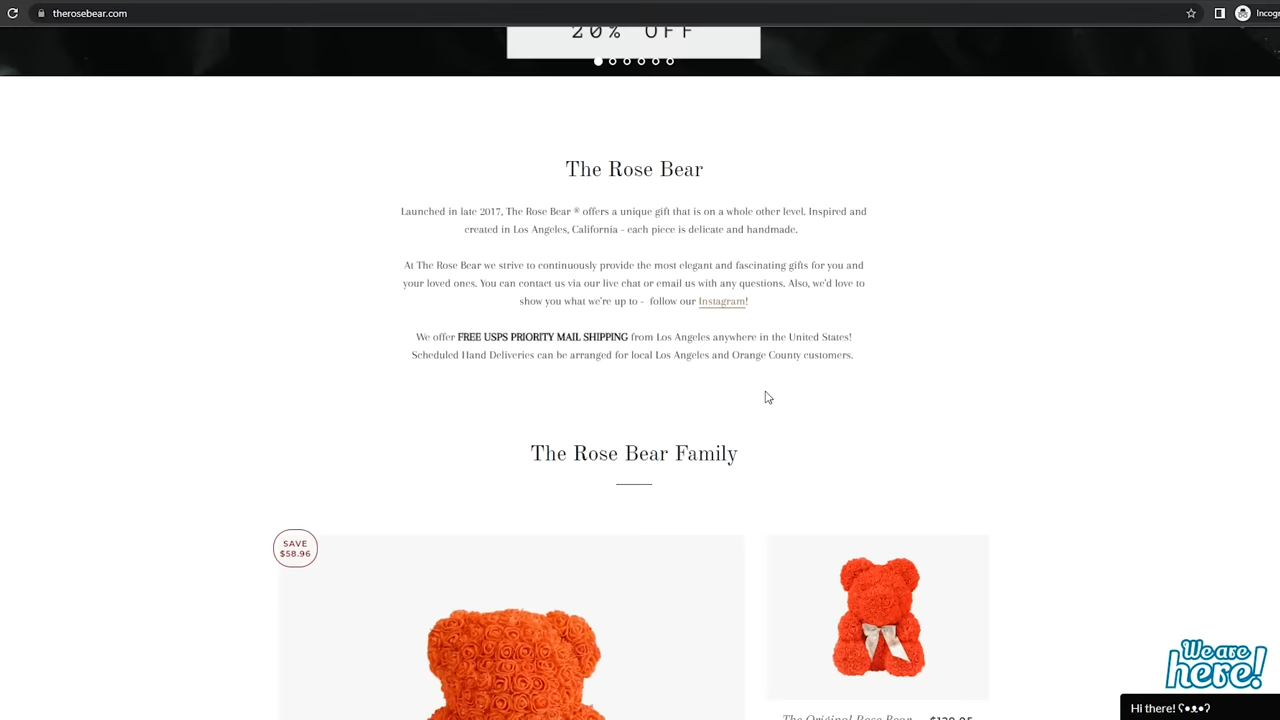 therosebear.com
Incog
20% OFF
The Rose Bear
Launched in late 2017, The Rose Bear ® offers a unique gift that is on a whole other level. Inspired and
created in Los Angeles, California - each piece is delicate and handmade.
At The Rose Bear we strive to continuously provide the most elegant and fascinating gifts for you and
your loved ones. You can contact us via our live chat or email us with any questions. Also, we'd love to
show you what we're up to - follow our Instagram!
We offer FREE USPS PRIORITY MAIL SHIPPING from Los Angeles anywhere in the United States!
Scheduled Hand Deliveries can be arranged for local Los Angeles and Orange County customers.
The Rose Bear Family
SAVE
$58.96
We are
here!
Hi there! ʕ•ᴥ•ʔ
The Original Rose Bear